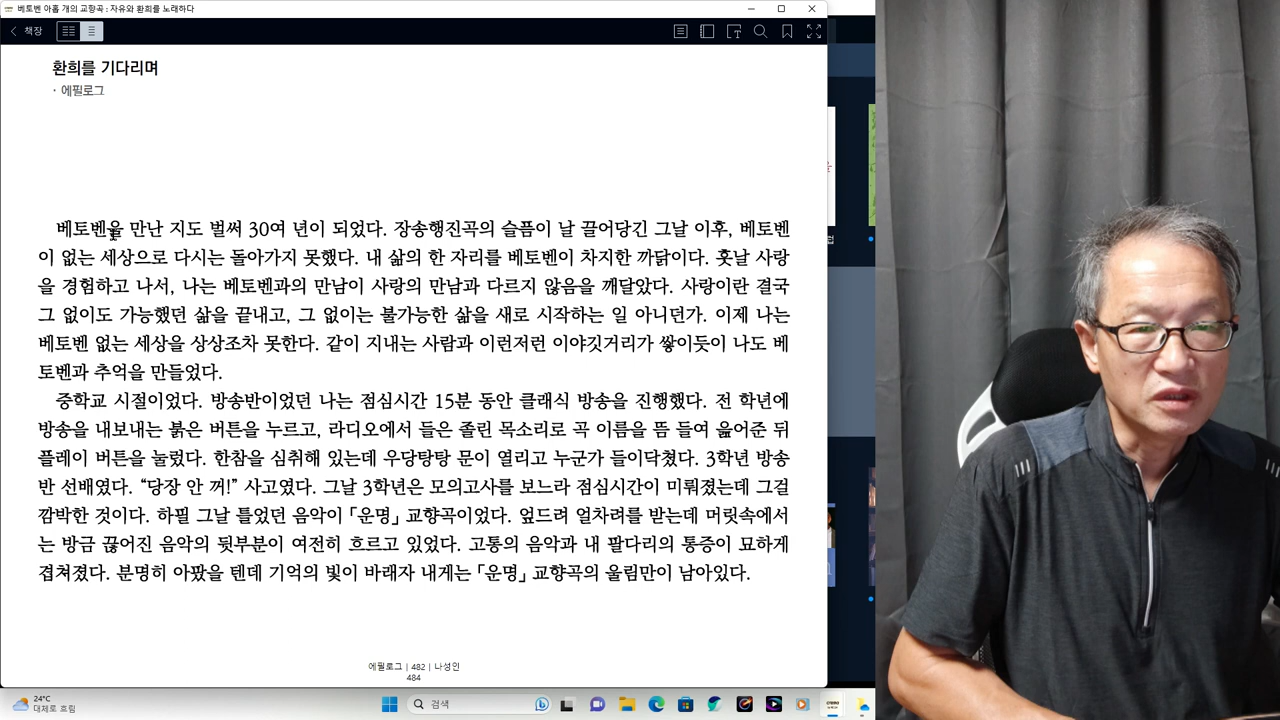 베토벤 아홉 개의 교향곡 : 자유와 환희를 노래하다
책장
환희를 기다리며
· 에필로그
베토벤을 만난 지도 벌써 30여 년이 되었다. 장송행진곡의 슬픔이 날 끌어당긴 그날 이후, 베토벤
이 없는 세상으로 다시는 돌아가지 못했다. 내 삶의 한 자리를 베토벤이 차지한 까닭이다. 훗날 사랑
을 경험하고 나서, 나는 베토벤과의 만남이 사랑의 만남과 다르지 않음을 깨달았다. 사랑이란 결국
그 없이도 가능했던 삶을 끝내고, 그 없이는 불가능한 삶을 새로 시작하는 일 아니던가. 이제 나는
베토벤 없는 세상을 상상조차 못한다. 같이 지내는 사람과 이런저런 이야깃거리가 쌓이듯이 나도 베
토벤과 추억을 만들었다.
중학교 시절이었다. 방송반이었던 나는 점심시간 15분 동안 클래식 방송을 진행했다. 전 학년에
방송을 내보내는 붉은 버튼을 누르고, 라디오에서 들은 졸린 목소리로 곡 이름을 뜸 들여 읊어준 뒤
플레이 버튼을 눌렀다. 한참을 심취해 있는데 우당탕탕 문이 열리고 누군가 들이닥쳤다. 3학년 방송
반 선배였다. “당장 안 꺼!” 사고였다. 그날 3학년은 모의고사를 보느라 점심시간이 미뤄졌는데 그걸
깜박한 것이다. 하필 그날 틀었던 음악이 「운명」 교향곡이었다. 엎드려 얼차려를 받는데 머릿속에서
는 방금 끊어진 음악의 뒷부분이 여전히 흐르고 있었다. 고통의 음악과 내 팔다리의 통증이 묘하게
겹쳐졌다. 분명히 아팠을 텐데 기억의 빛이 바래자 내게는 「운명」 교향곡의 울림만이 남아있다.
에필로그 | 482 | 나성인
484
24°C
대체로 흐림
검색